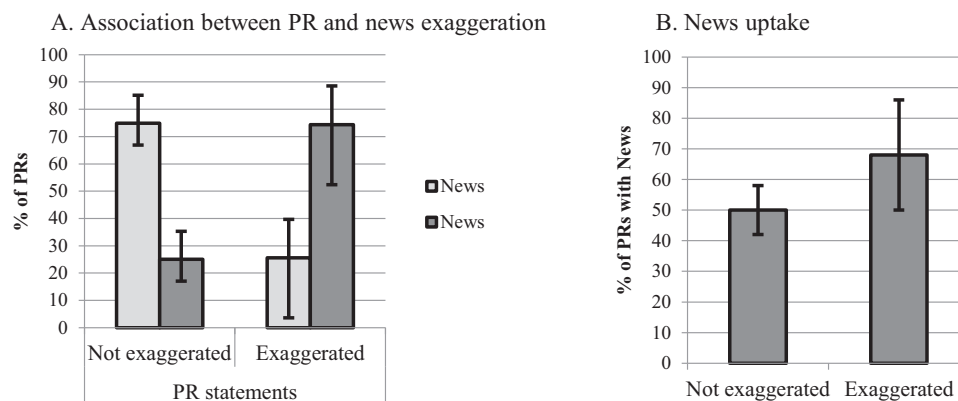 A. Association between PR and news exaggeration
100
90
80
70
60
50
40
30
20
10
0
% of PRs
Not exaggerated
Exaggerated
PR statements
News
News
B. News uptake
100
90
80
70
60
50
40
30
20
10
0
% of PRs with News
Not exaggerated
Exaggerated